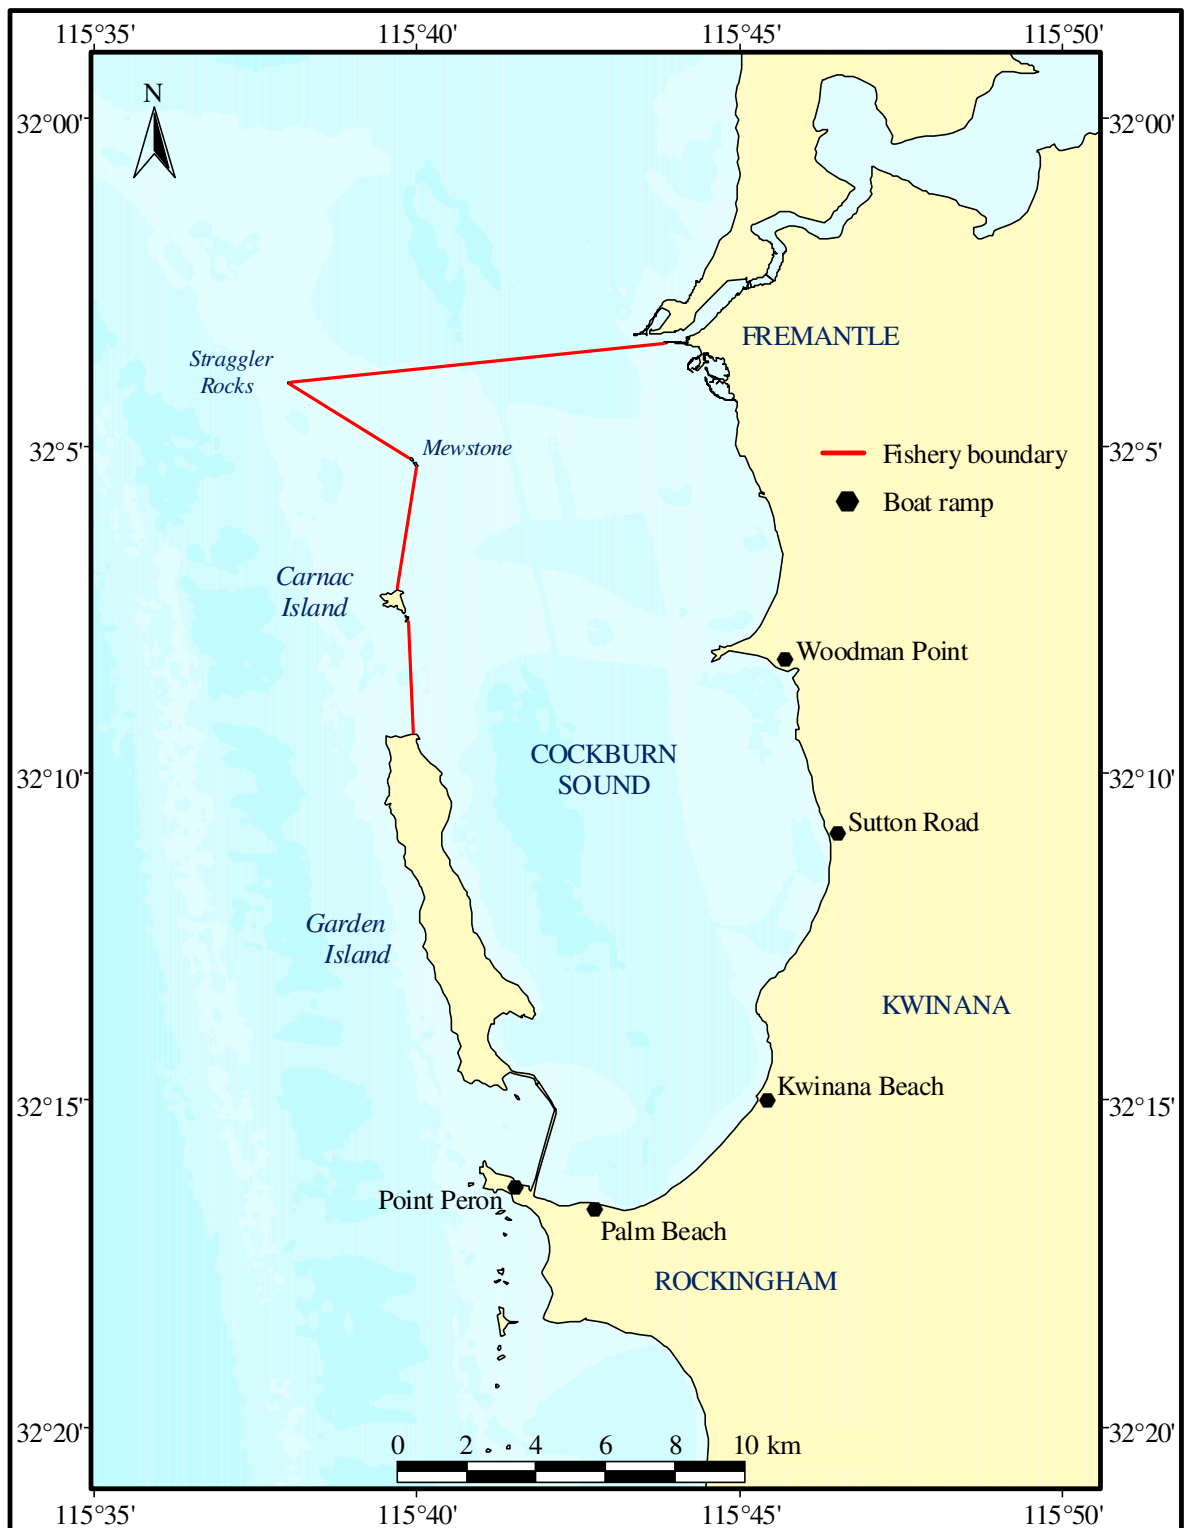 115°35' 115°40' 115°45' 115°50'
N
32°00' 32°00'
FREMANTLE
Straggler
Rocks
Mewstone
32°5' 32°5'
Fishery boundary
Boat ramp
Carnac
Island
Woodman Point
COCKBURN
SOUND
32°10' 32°10'
Sutton Road
Garden
Island
KWINANA
Kwinana Beach
32°15' 32°15'
Point Peron
Palm Beach
ROCKINGHAM
32°20' 32°20'
0 2 4 6 8 10 km
115°35' 115°40' 115°45' 115°50'